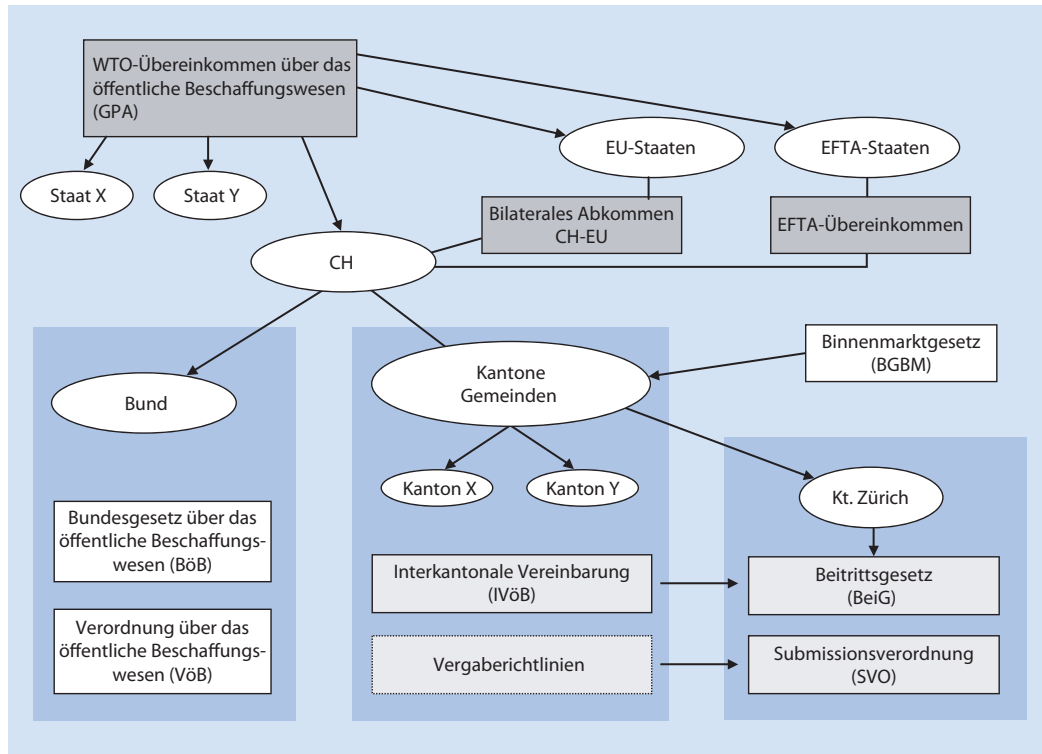 WTO-Übereinkommen über das
öffentliche Beschaffungswesen
(GPA)
EU-Staaten
EFTA-Staaten
Staat X
Staat Y
Bilaterales Abkommen
CH-EU
EFTA-Übereinkommen
CH
Binnenmarktgesetz
(BGBM)
Kantone
Gemeinden
Bund
Kanton X
Kanton Y
Kt. Zürich
Bundesgesetz über das
öffentliche Beschaffungs-
wesen (BöB)
Interkantonale Vereinbarung
(IVöB)
Beitrittsgesetz
(BeiG)
Verordnung über das
öffentliche Beschaffungs-
wesen (VöB)
Vergaberichtlinien
Submissionsverordnung
(SVO)